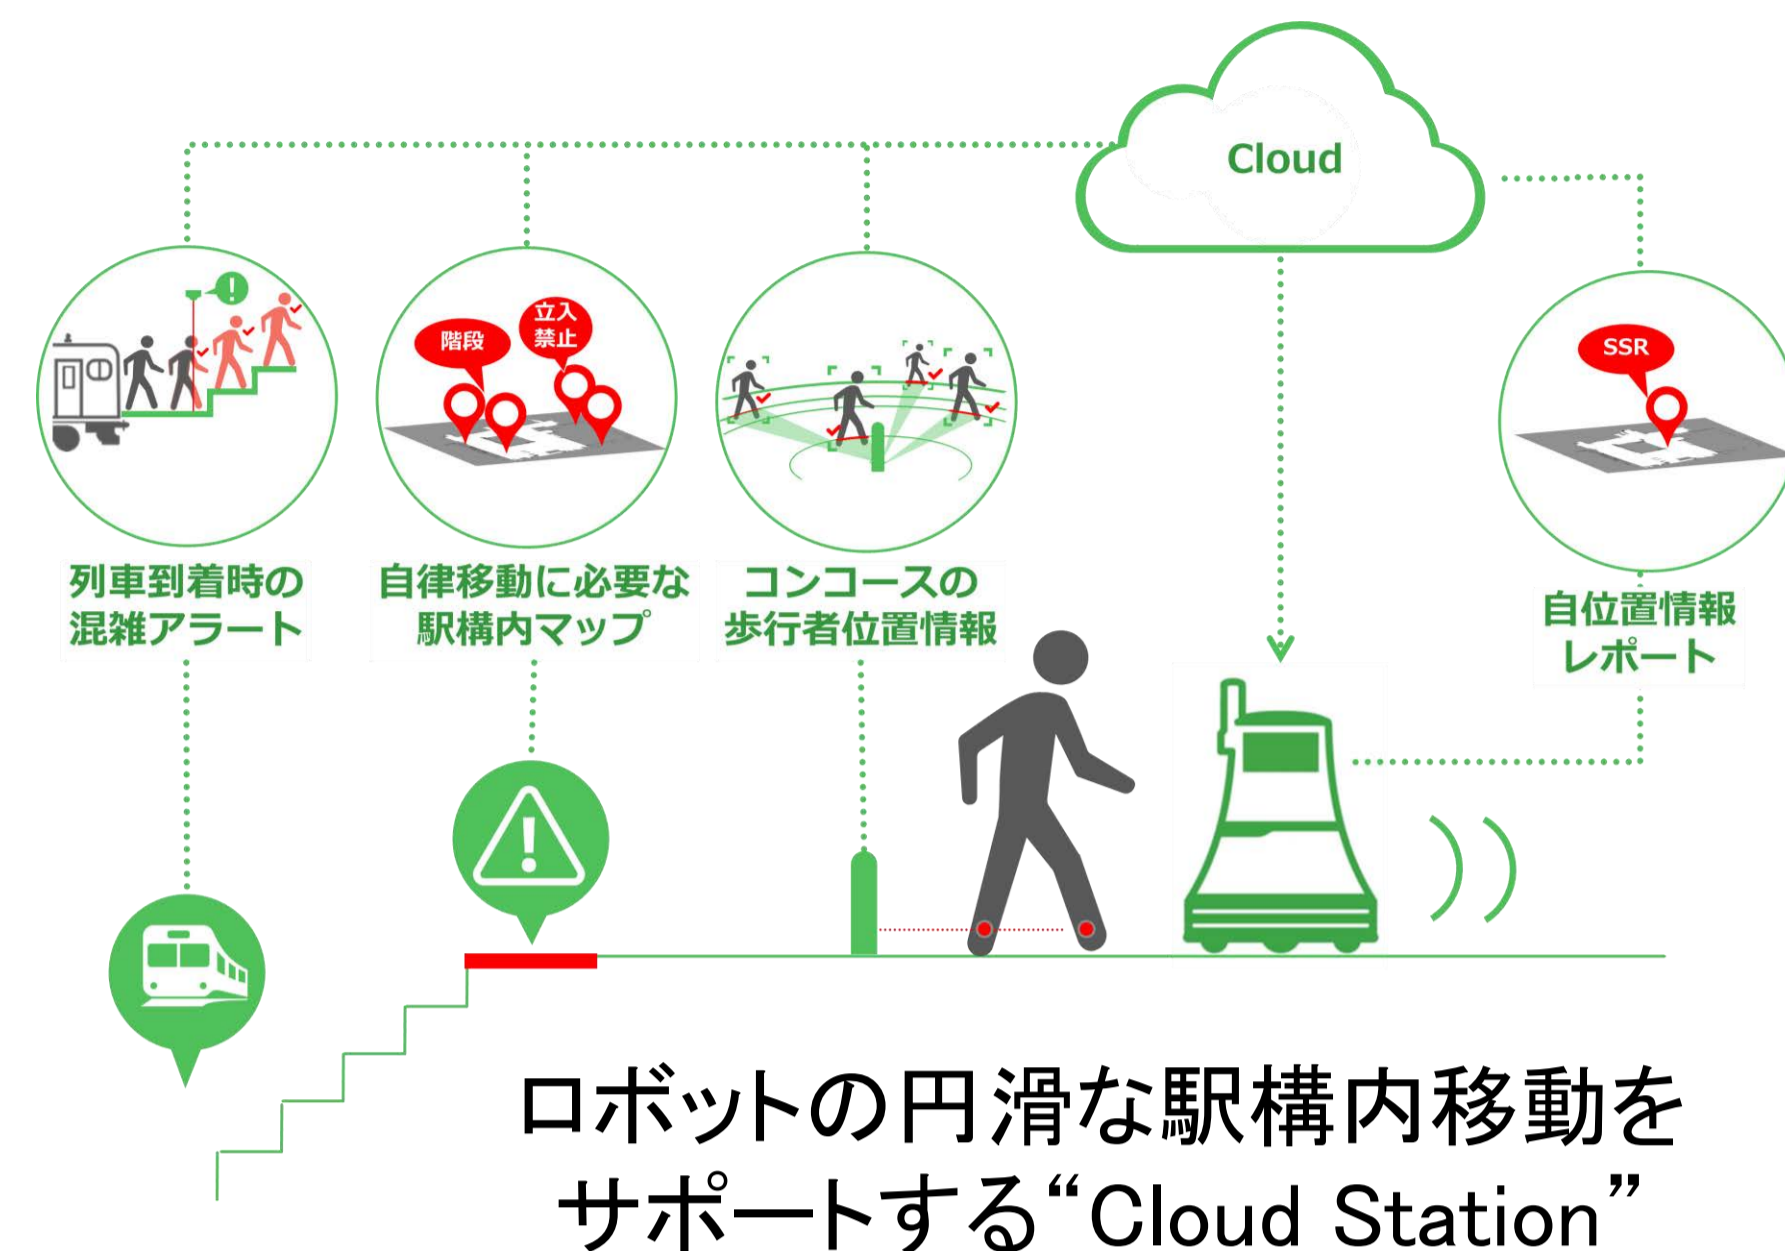 Cloud
階段
立入
禁止
SSR
列車到着時の
混雑アラート
自律移動に必要な
駅構内マップ
コンコースの
歩行者位置情報
自位置情報
レポート
ロボットの円滑な駅構内移動を
サポートする“Cloud Station”